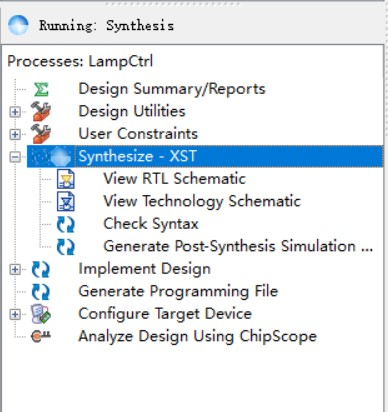 Running: Synthesis
Processes: LampCtrl
Design Summary/Reports
Design Utilities
User Constraints
Synthesize - XST
View RTL Schematic
View Technology Schematic
Check Syntax
Generate Post-Synthesis Simulation ...
Implement Design
Generate Programming File
Configure Target Device
Analyze Design Using ChipScope